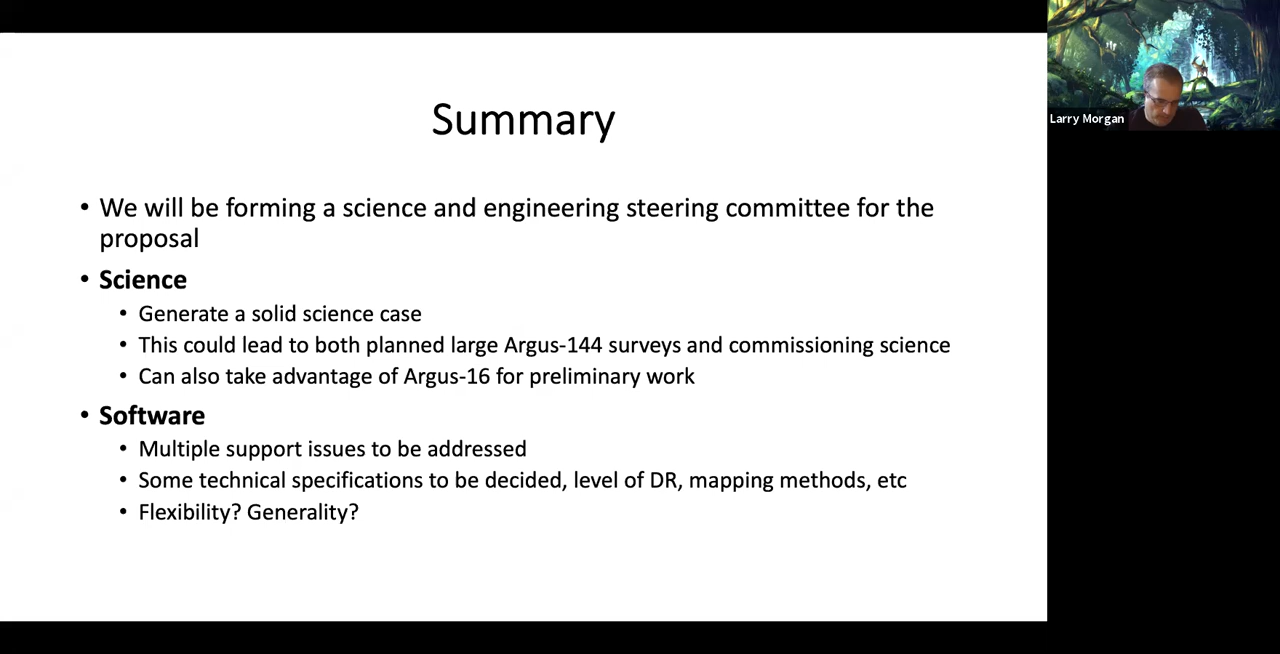 Summary
• We will be forming a science and engineering steering committee for the
proposal
• Science
• Generate a solid science case
• This could lead to both planned large Argus-144 surveys and commissioning science
• Can also take advantage of Argus-16 for preliminary work
• Software
• Multiple support issues to be addressed
• Some technical specifications to be decided, level of DR, mapping methods, etc
• Flexibility? Generality?
Larry Morgan